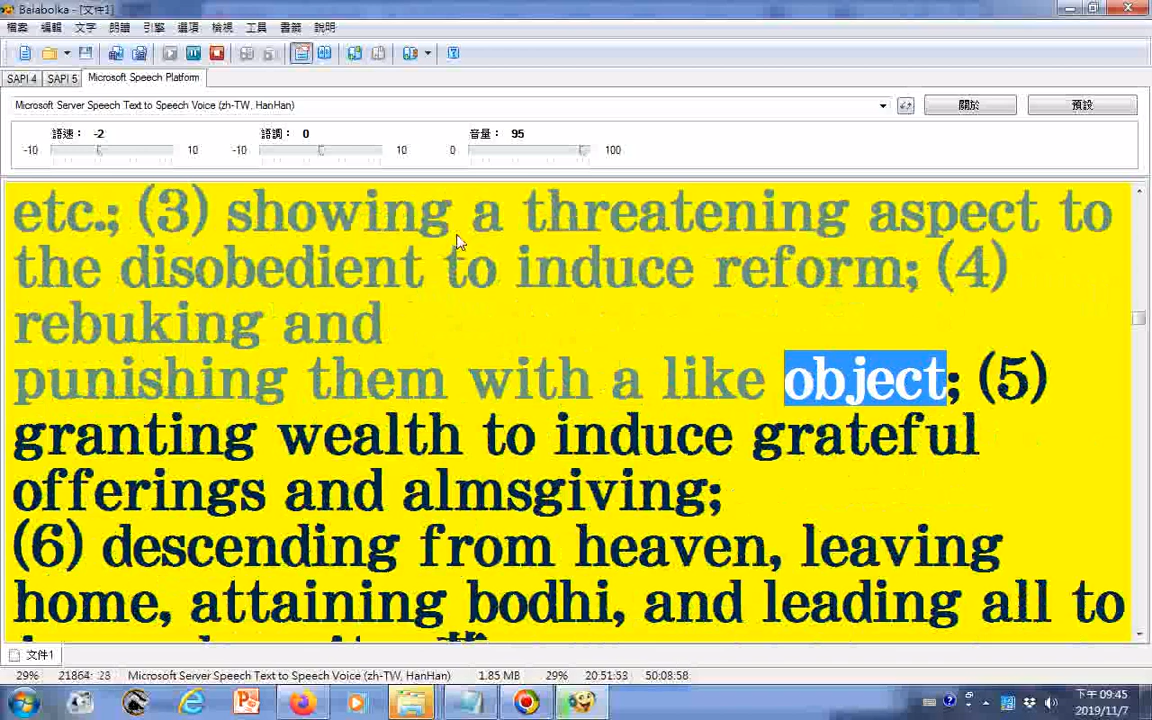 Balabolka - [文件1]
檔案 編輯 文字 朗讀 引擎 選項 檢視 工具 書籤 說明
SAPI 4 SAPI 5 Microsoft Speech Platform
Microsoft Server Speech Text to Speech Voice (zh-TW, HanHan) 關於 預設
語速： -2 語調： 0 音量： 95
-10 10 -10 10 0 100
etc.; (3) showing a threatening aspect to
the disobedient to induce reform; (4)
rebuking and
punishing them with a like object; (5)
granting wealth to induce grateful
offerings and almsgiving;
(6) descending from heaven, leaving
home, attaining bodhi, and leading all to
文件1
29% 21864: 23 Microsoft Server Speech Text to Speech Voice (zh-TW, HanHan) 1.85 MB 29% 20:51:53 50:08:58
下午 09:45
2019/11/7